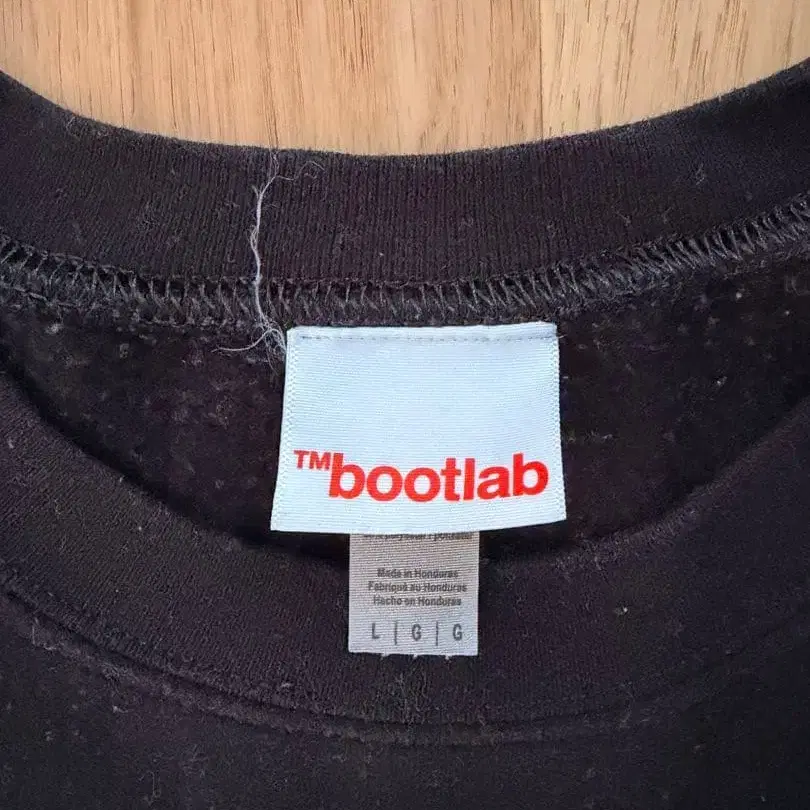 ™bootlab
Made in Honduras
Fabriqué au Honduras
Hecho en Honduras
L | G | G